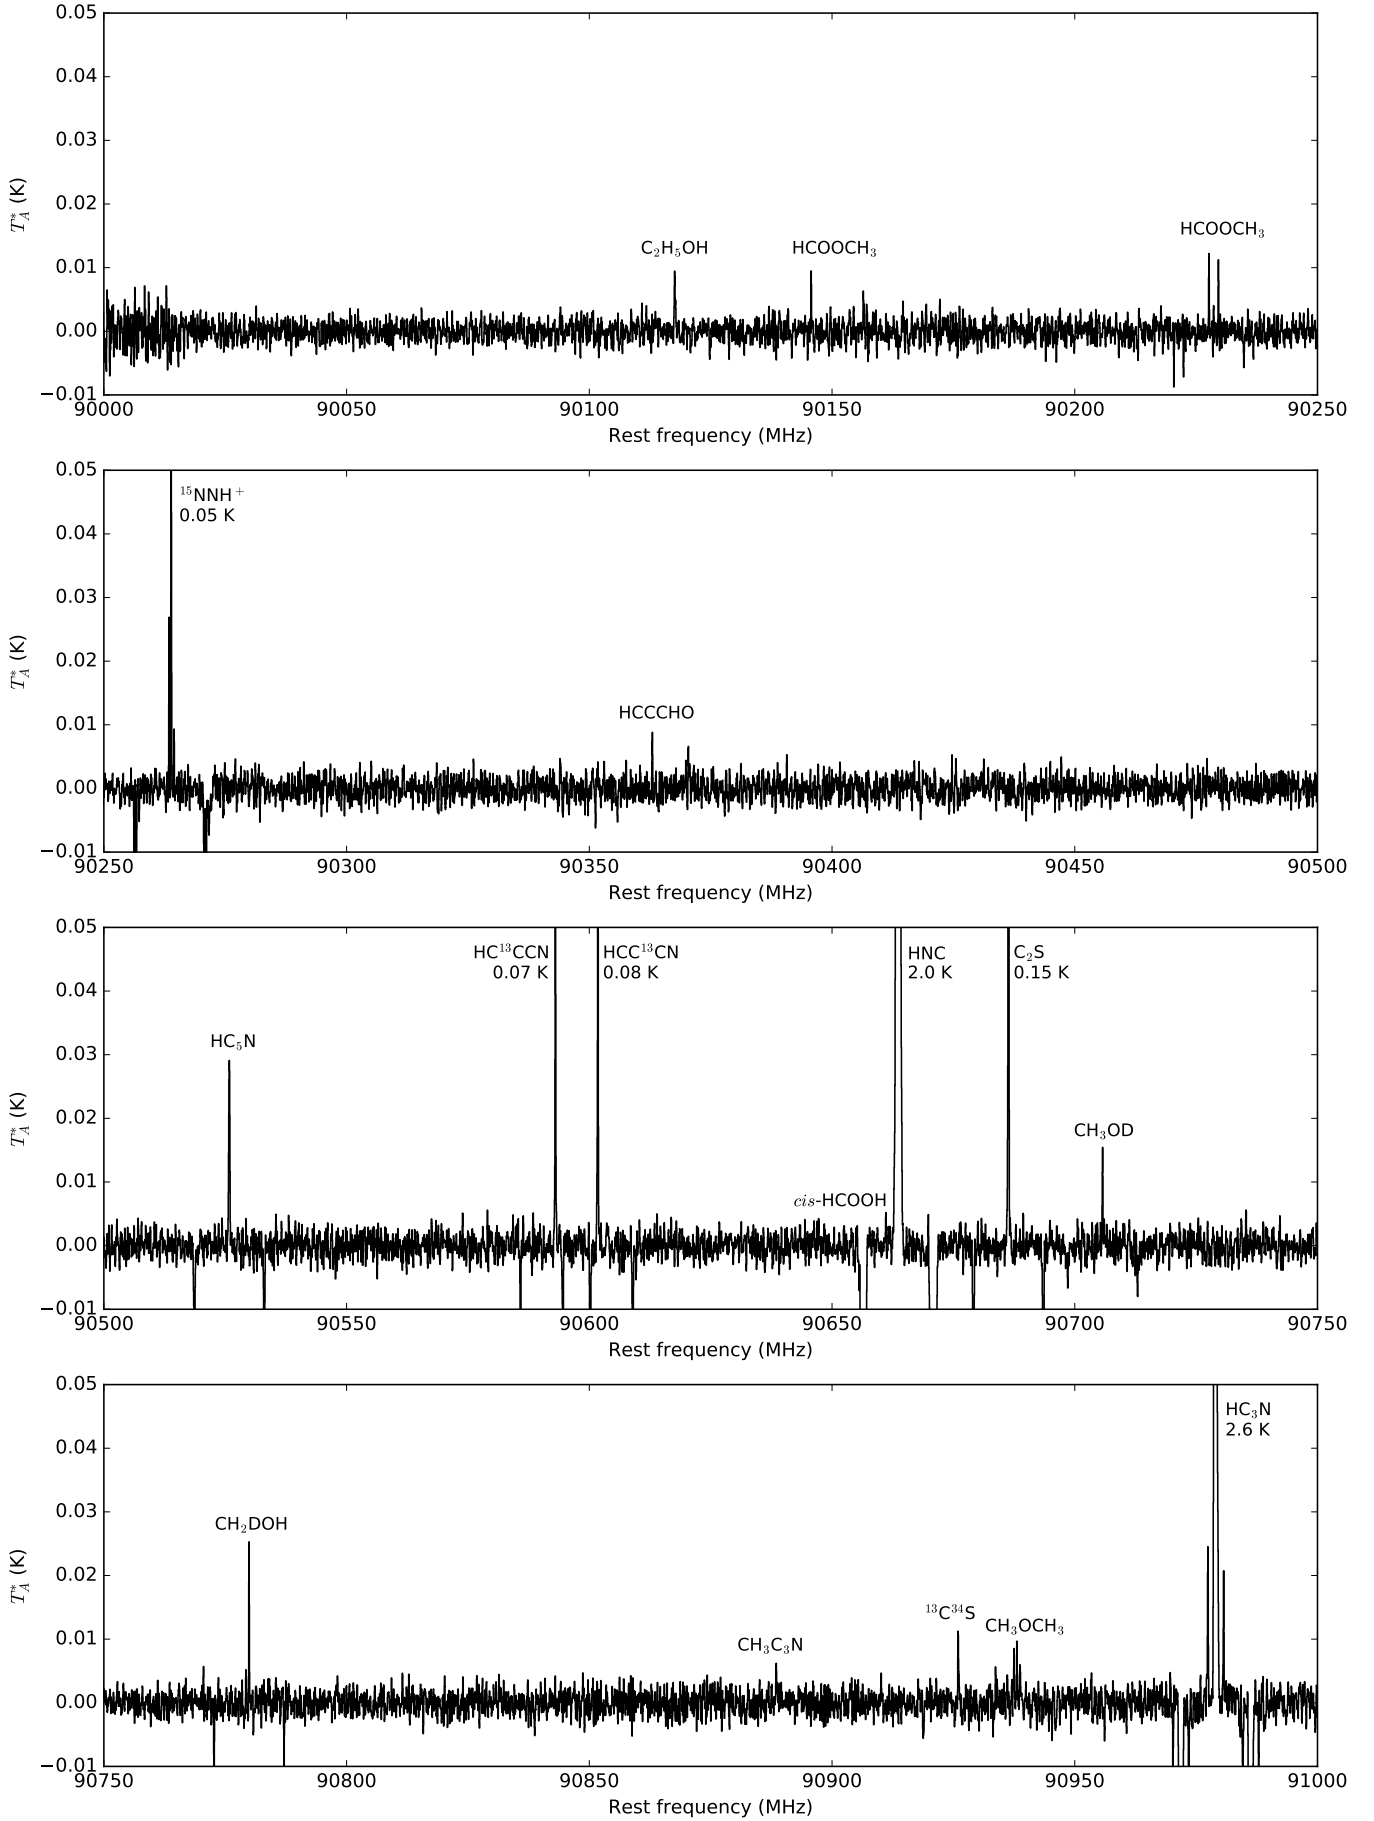 0.05
0.04
0.03
0.02
0.01
0.00
−0.01
T*A (K)
C₂H₅OH HCOOCH₃ HCOOCH₃
90000 90050 90100 90150 90200 90250
Rest frequency (MHz)
0.05
0.04
0.03
0.02
0.01
0.00
−0.01
T*A (K)
¹⁵NNH⁺
0.05 K
HCCCHO
90250 90300 90350 90400 90450 90500
Rest frequency (MHz)
0.05
0.04
0.03
0.02
0.01
0.00
−0.01
T*A (K)
HC₅N
HC¹³CCN
0.07 K
HCC¹³CN
0.08 K
cis-HCOOH
HNC
2.0 K
C₂S
0.15 K
CH₃OD
90500 90550 90600 90650 90700 90750
Rest frequency (MHz)
0.05
0.04
0.03
0.02
0.01
0.00
−0.01
T*A (K)
CH₂DOH
CH₃C₃N
¹³C³⁴S
CH₃OCH₃
HC₃N
2.6 K
90750 90800 90850 90900 90950 91000
Rest frequency (MHz)